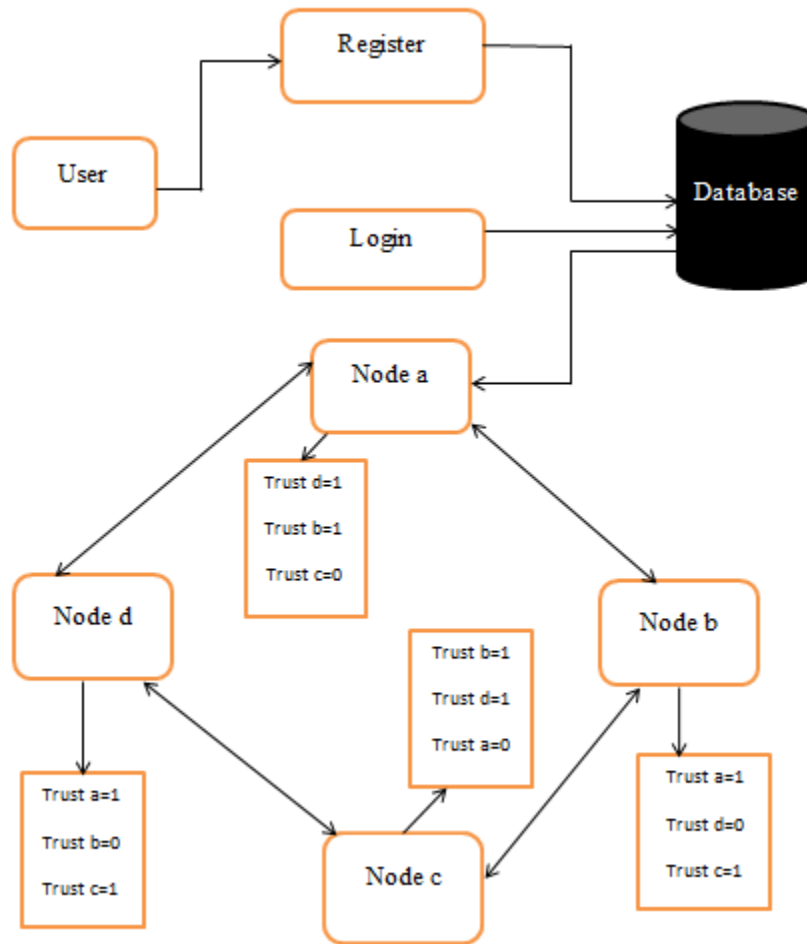 Register
User
Database
Login
Node a
Trust d=1
Trust b=1
Trust c=0
Node d
Node b
Trust b=1
Trust d=1
Trust a=0
Trust a=1
Trust b=0
Trust c=1
Trust a=1
Trust d=0
Trust c=1
Node c